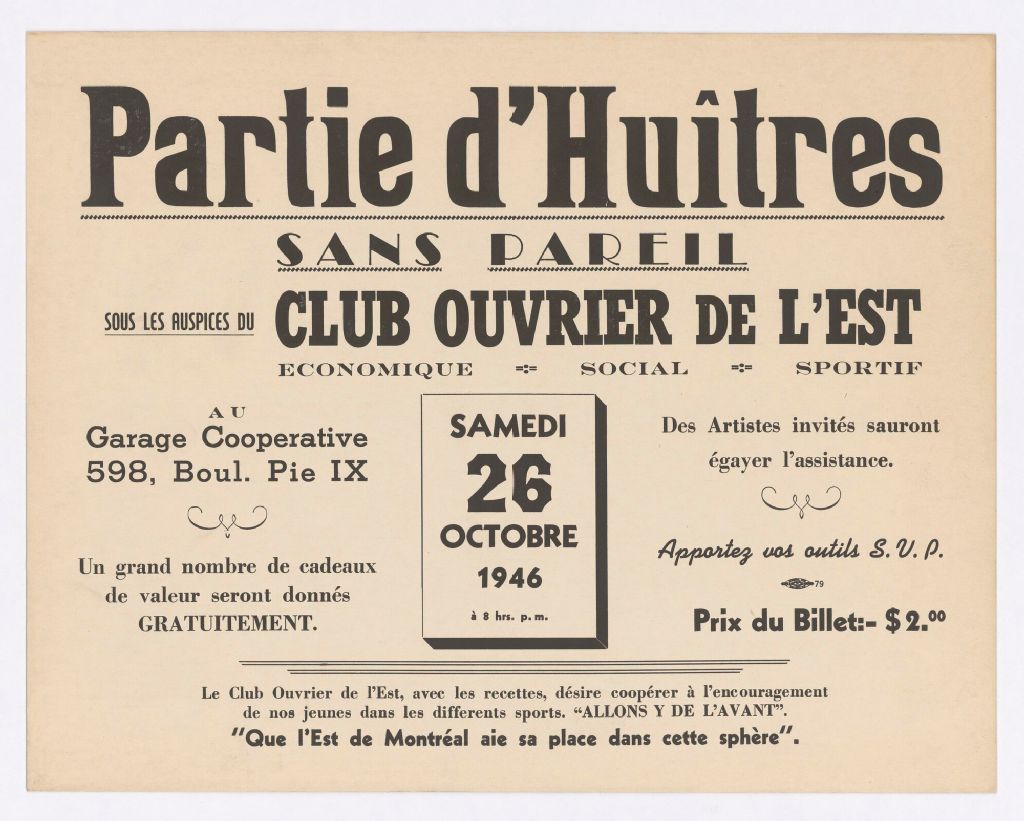 Partie d'Huîtres
SANS PAREIL
SOUS LES AUSPICES DU CLUB OUVRIER DE L'EST
ECONOMIQUE SOCIAL SPORTIF
AU
Garage Cooperative
598, Boul. Pie IX
Un grand nombre de cadeaux
de valeur seront donnés
GRATUITEMENT.
SAMEDI
26
OCTOBRE
1946
à 8 hrs. p.m.
Des Artistes invités sauront
égayer l'assistance.
Apportez vos outils S.V.P.
79
Prix du Billet:- $2.00
Le Club Ouvrier de l'Est, avec les recettes, désire coopérer à l'encouragement
de nos jeunes dans les differents sports. "ALLONS Y DE L'AVANT".
"Que l'Est de Montréal aie sa place dans cette sphère".